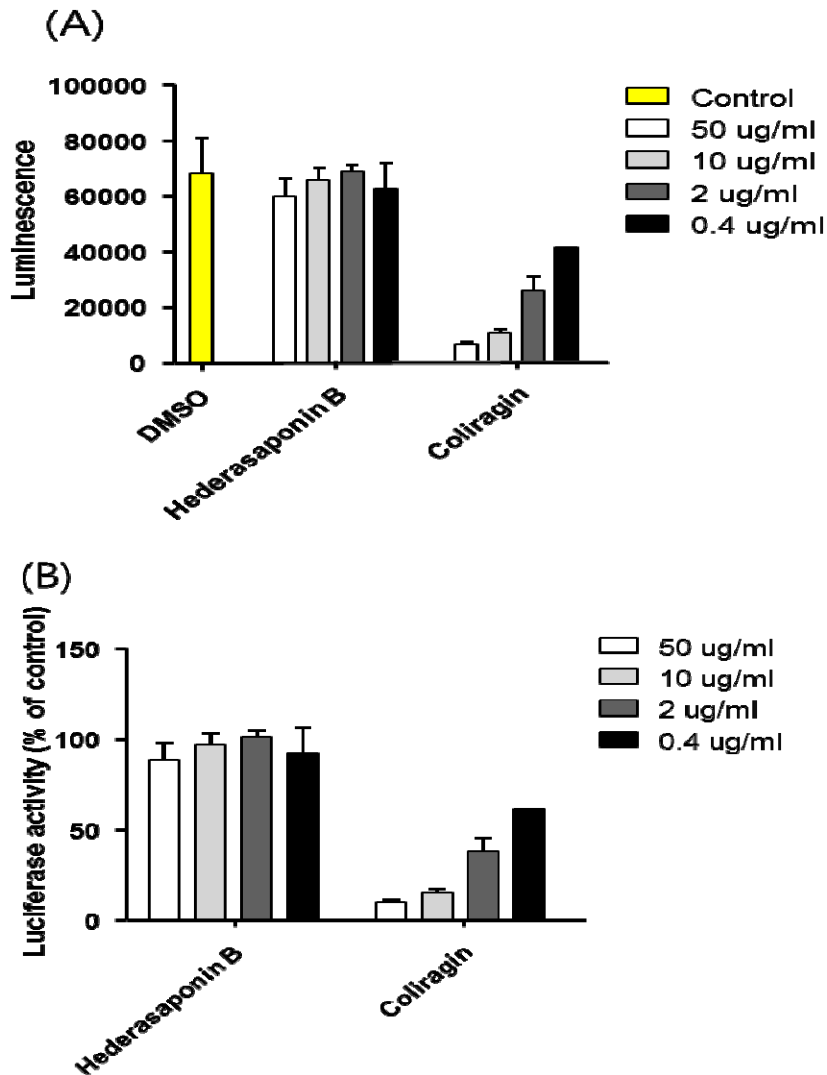 (A)
Luminescence
100000
80000
60000
40000
20000
0
DMSO
Hederasaponin B
Coliragin
Control
50 ug/ml
10 ug/ml
2 ug/ml
0.4 ug/ml
(B)
Luciferase activity (% of control)
150
100
50
0
Hederasaponin B
Coliragin
50 ug/ml
10 ug/ml
2 ug/ml
0.4 ug/ml